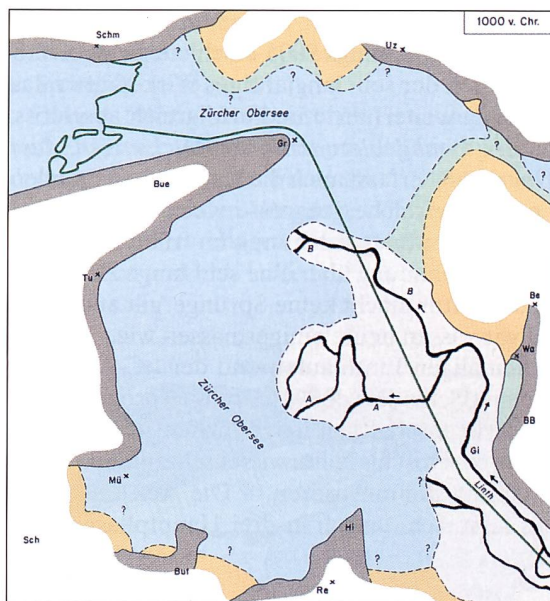 1000 v. Chr.
Schm
Uz
?
?
?
?
?
Zürcher Obersee
Gr
?
?
Bue
B
B
Tu
Be
Wa
Zürcher Obersee
A
A
BB
Gi
Mü
?
Linth
?
?
Sch
Hi
?
?
But
Re